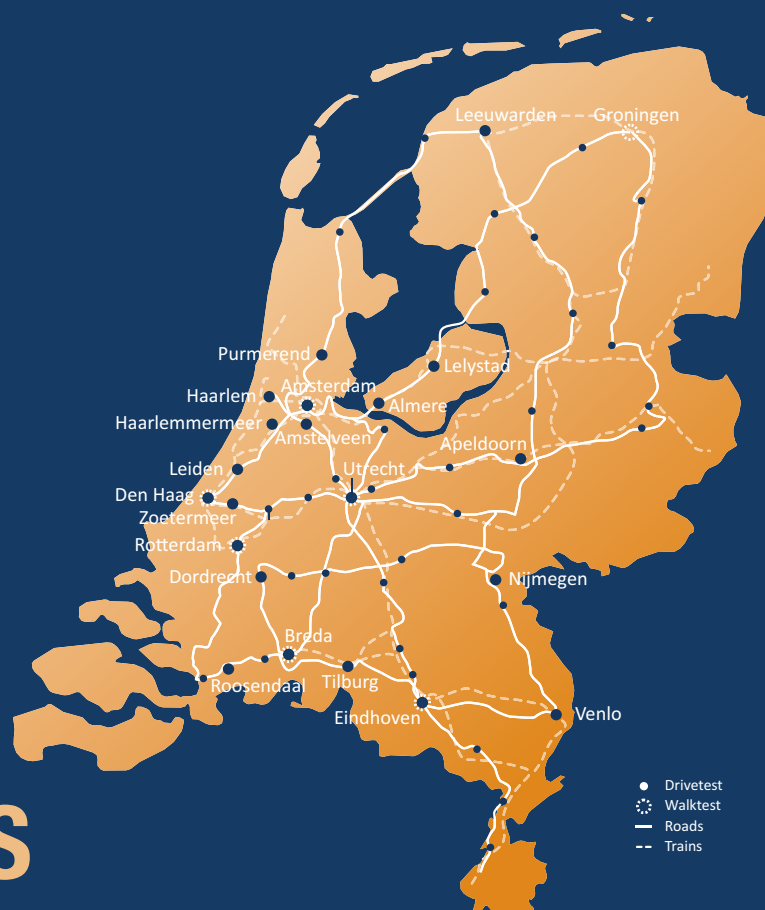 Leeuwarden
Groningen
Purmerend
Lelystad
Amsterdam
Haarlem
Almere
Haarlemmermeer
Amstelveen
Apeldoorn
Leiden
Utrecht
Den Haag
Zoetermeer
Rotterdam
Dordrecht
Nijmegen
Breda
Roosendaal
Tilburg
Eindhoven
Venlo
Drivetest
Walktest
Roads
Trains
S